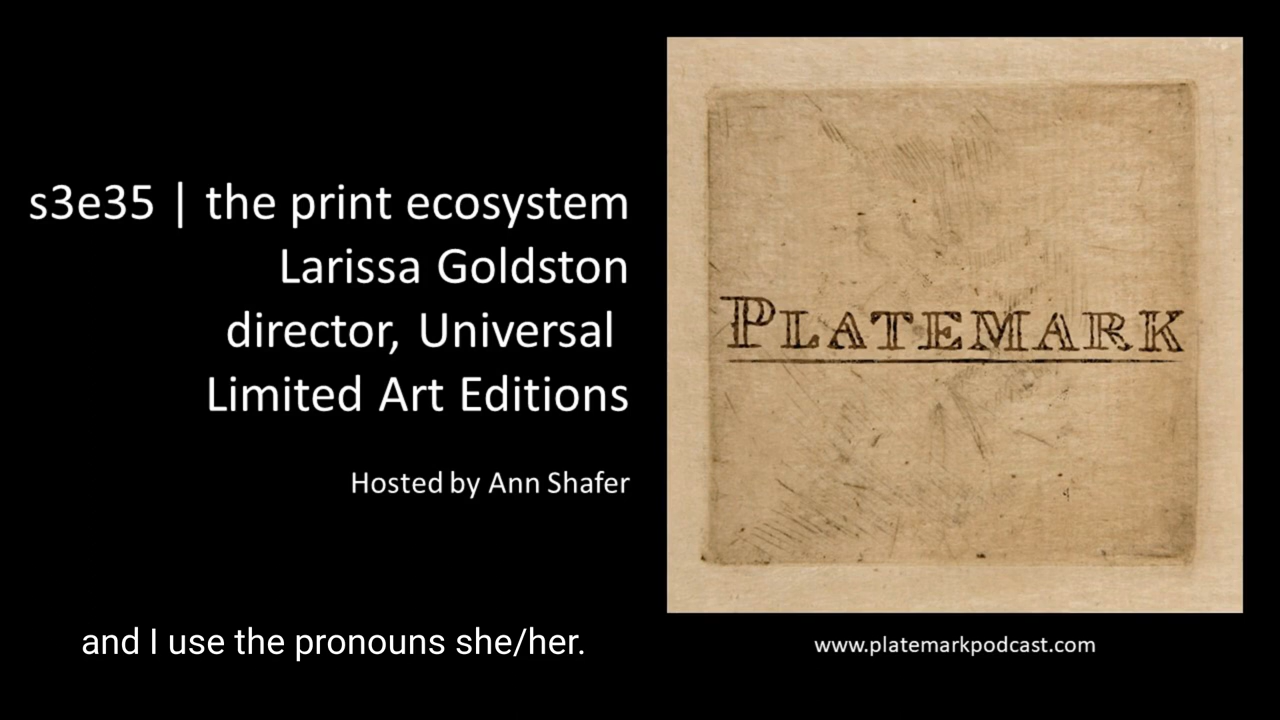 s3e35 | the print ecosystem
Larissa Goldston
director, Universal
Limited Art Editions
Hosted by Ann Shafer
and I use the pronouns she/her.
PLATEMARK
www.platemarkpodcast.com